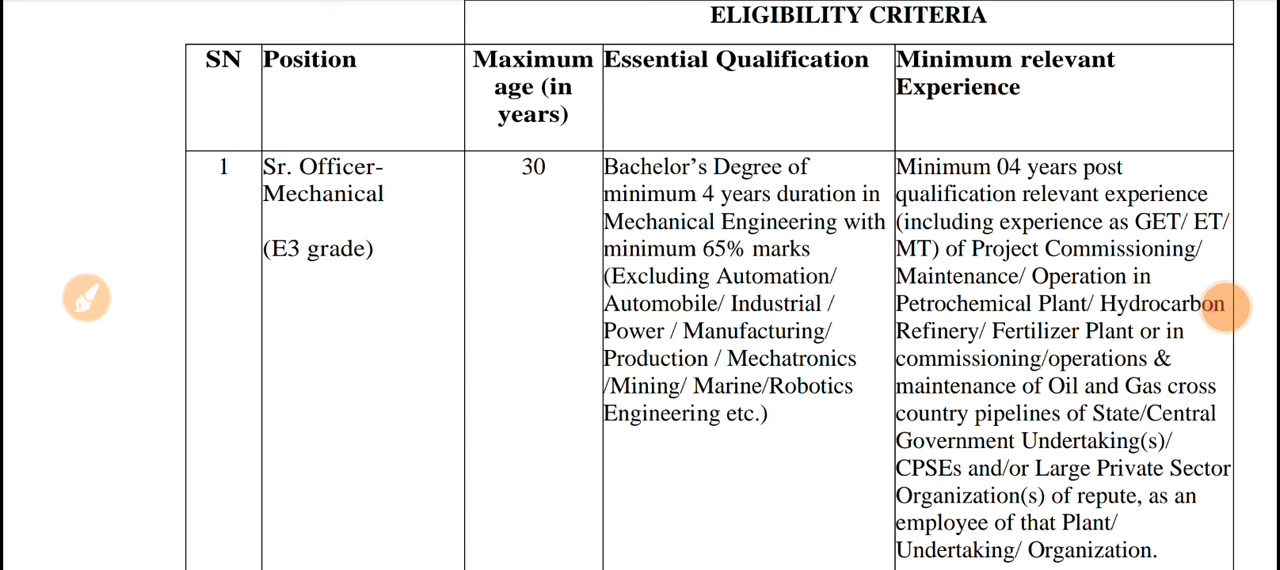 ELIGIBILITY CRITERIA
SN Position Maximum age (in years) Essential Qualification Minimum relevant Experience
1
Sr. Officer-
Mechanical
(E3 grade)
30
Bachelor’s Degree of
minimum 4 years duration in
Mechanical Engineering with
minimum 65% marks
(Excluding Automation/
Automobile/ Industrial /
Power / Manufacturing/
Production / Mechatronics
/Mining/ Marine/Robotics
Engineering etc.)
Minimum 04 years post
qualification relevant experience
(including experience as GET/ ET/
MT) of Project Commissioning/
Maintenance/ Operation in
Petrochemical Plant/ Hydrocarbon
Refinery/ Fertilizer Plant or in
commissioning/operations &
maintenance of Oil and Gas cross
country pipelines of State/Central
Government Undertaking(s)/
CPSEs and/or Large Private Sector
Organization(s) of repute, as an
employee of that Plant/
Undertaking/ Organization.